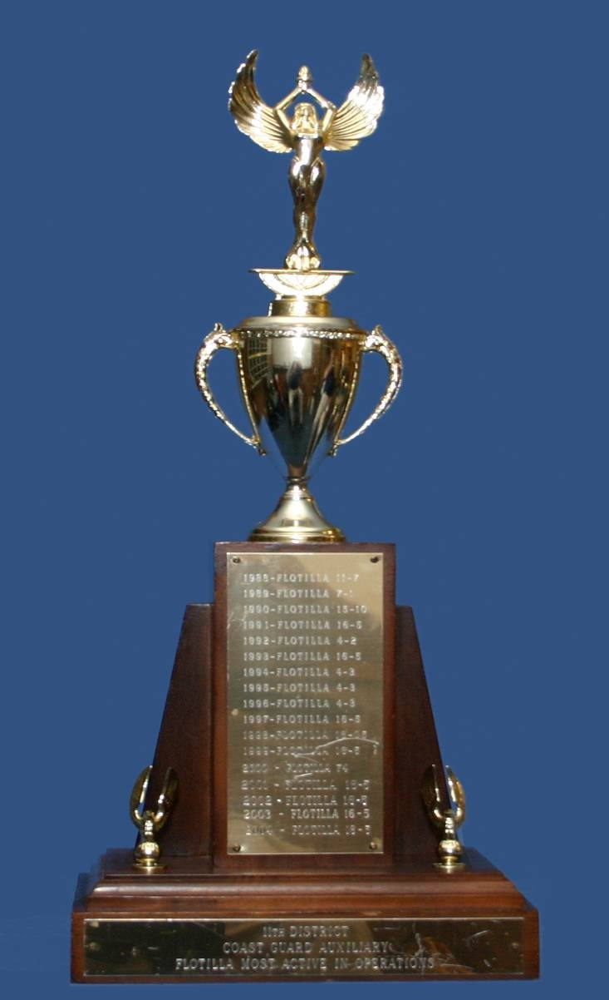 1988-FLOTILLA 11-7
1989-FLOTILLA 7-1
1990-FLOTILLA 15-10
1991-FLOTILLA 16-5
1992-FLOTILLA 4-2
1993-FLOTILLA 16-5
1994-FLOTILLA 4-3
1995-FLOTILLA 4-3
1996-FLOTILLA 4-3
1997-FLOTILLA 16-5
1998-FLOTILLA
1999-FLOTILLA
2000 - FLOTILLA 74
2001 - FLOTILLA 16-5
2002 - FLOTILLA 16-5
2003 - FLOTILLA 16-5
2004 - FLOTILLA 16-5
11TH DISTRICT
COAST GUARD AUXILIARY
FLOTILLA MOST ACTIVE IN OPERATIONS